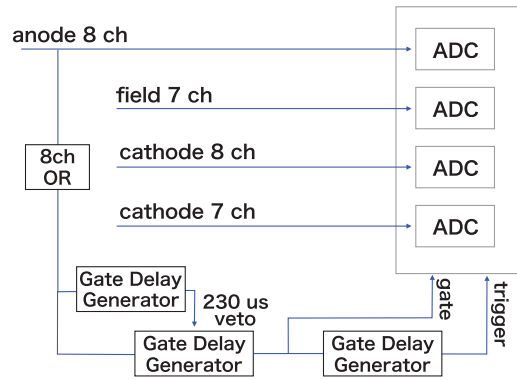 anode 8 ch
ADC
field 7 ch
ADC
8ch
OR
cathode 8 ch
ADC
cathode 7 ch
ADC
Gate Delay
Generator
230 us
veto
gate
trigger
Gate Delay
Generator
Gate Delay
Generator